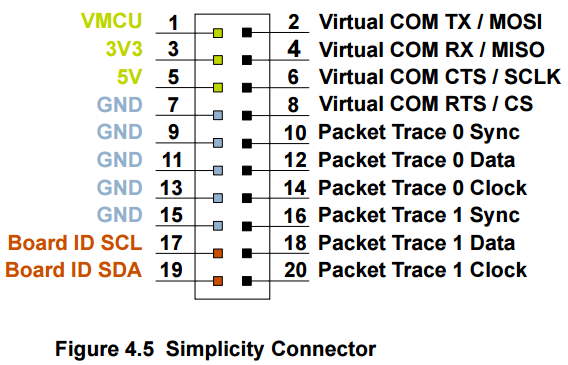 VMCU 1 2 Virtual COM TX / MOSI
3V3 3 4 Virtual COM RX / MISO
5V 5 6 Virtual COM CTS / SCLK
GND 7 8 Virtual COM RTS / CS
GND 9 10 Packet Trace 0 Sync
GND 11 12 Packet Trace 0 Data
GND 13 14 Packet Trace 0 Clock
GND 15 16 Packet Trace 1 Sync
Board ID SCL 17 18 Packet Trace 1 Data
Board ID SDA 19 20 Packet Trace 1 Clock
Figure 4.5 Simplicity Connector